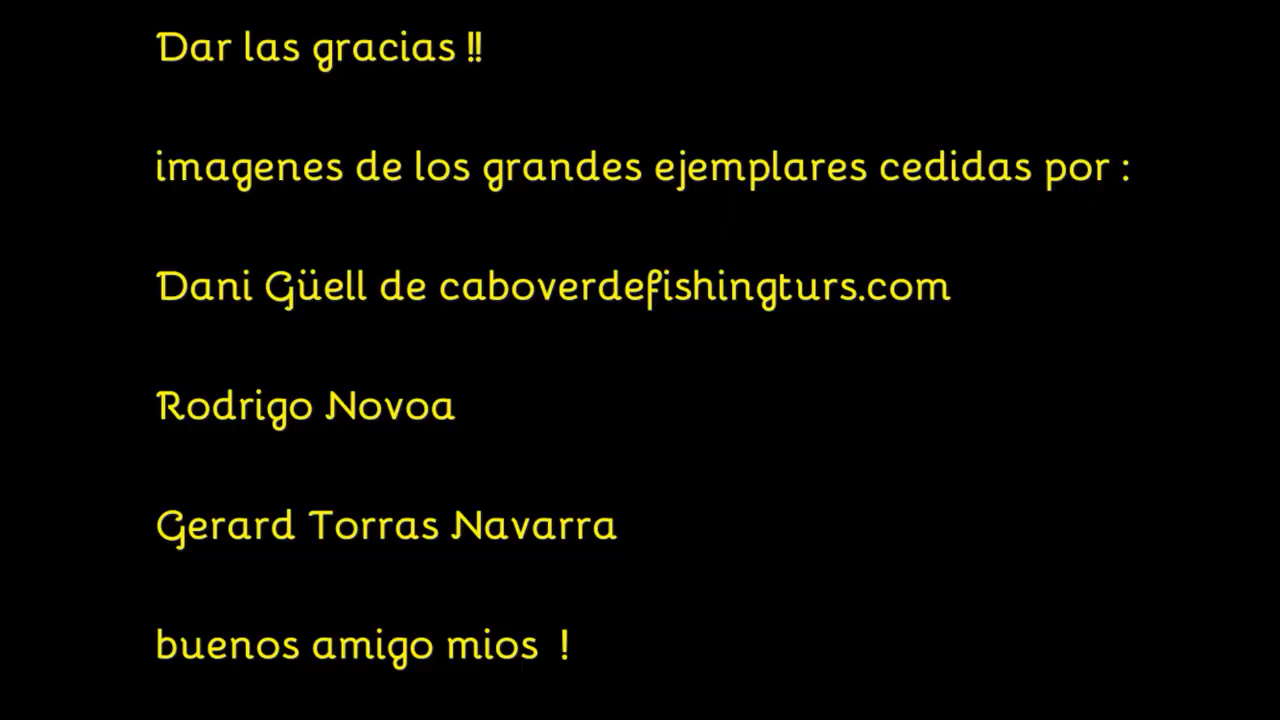 Dar las gracias !!
imagenes de los grandes ejemplares cedidas por :
Dani Güell de caboverdefishingturs.com
Rodrigo Novoa
Gerard Torras Navarra
buenos amigo mios !